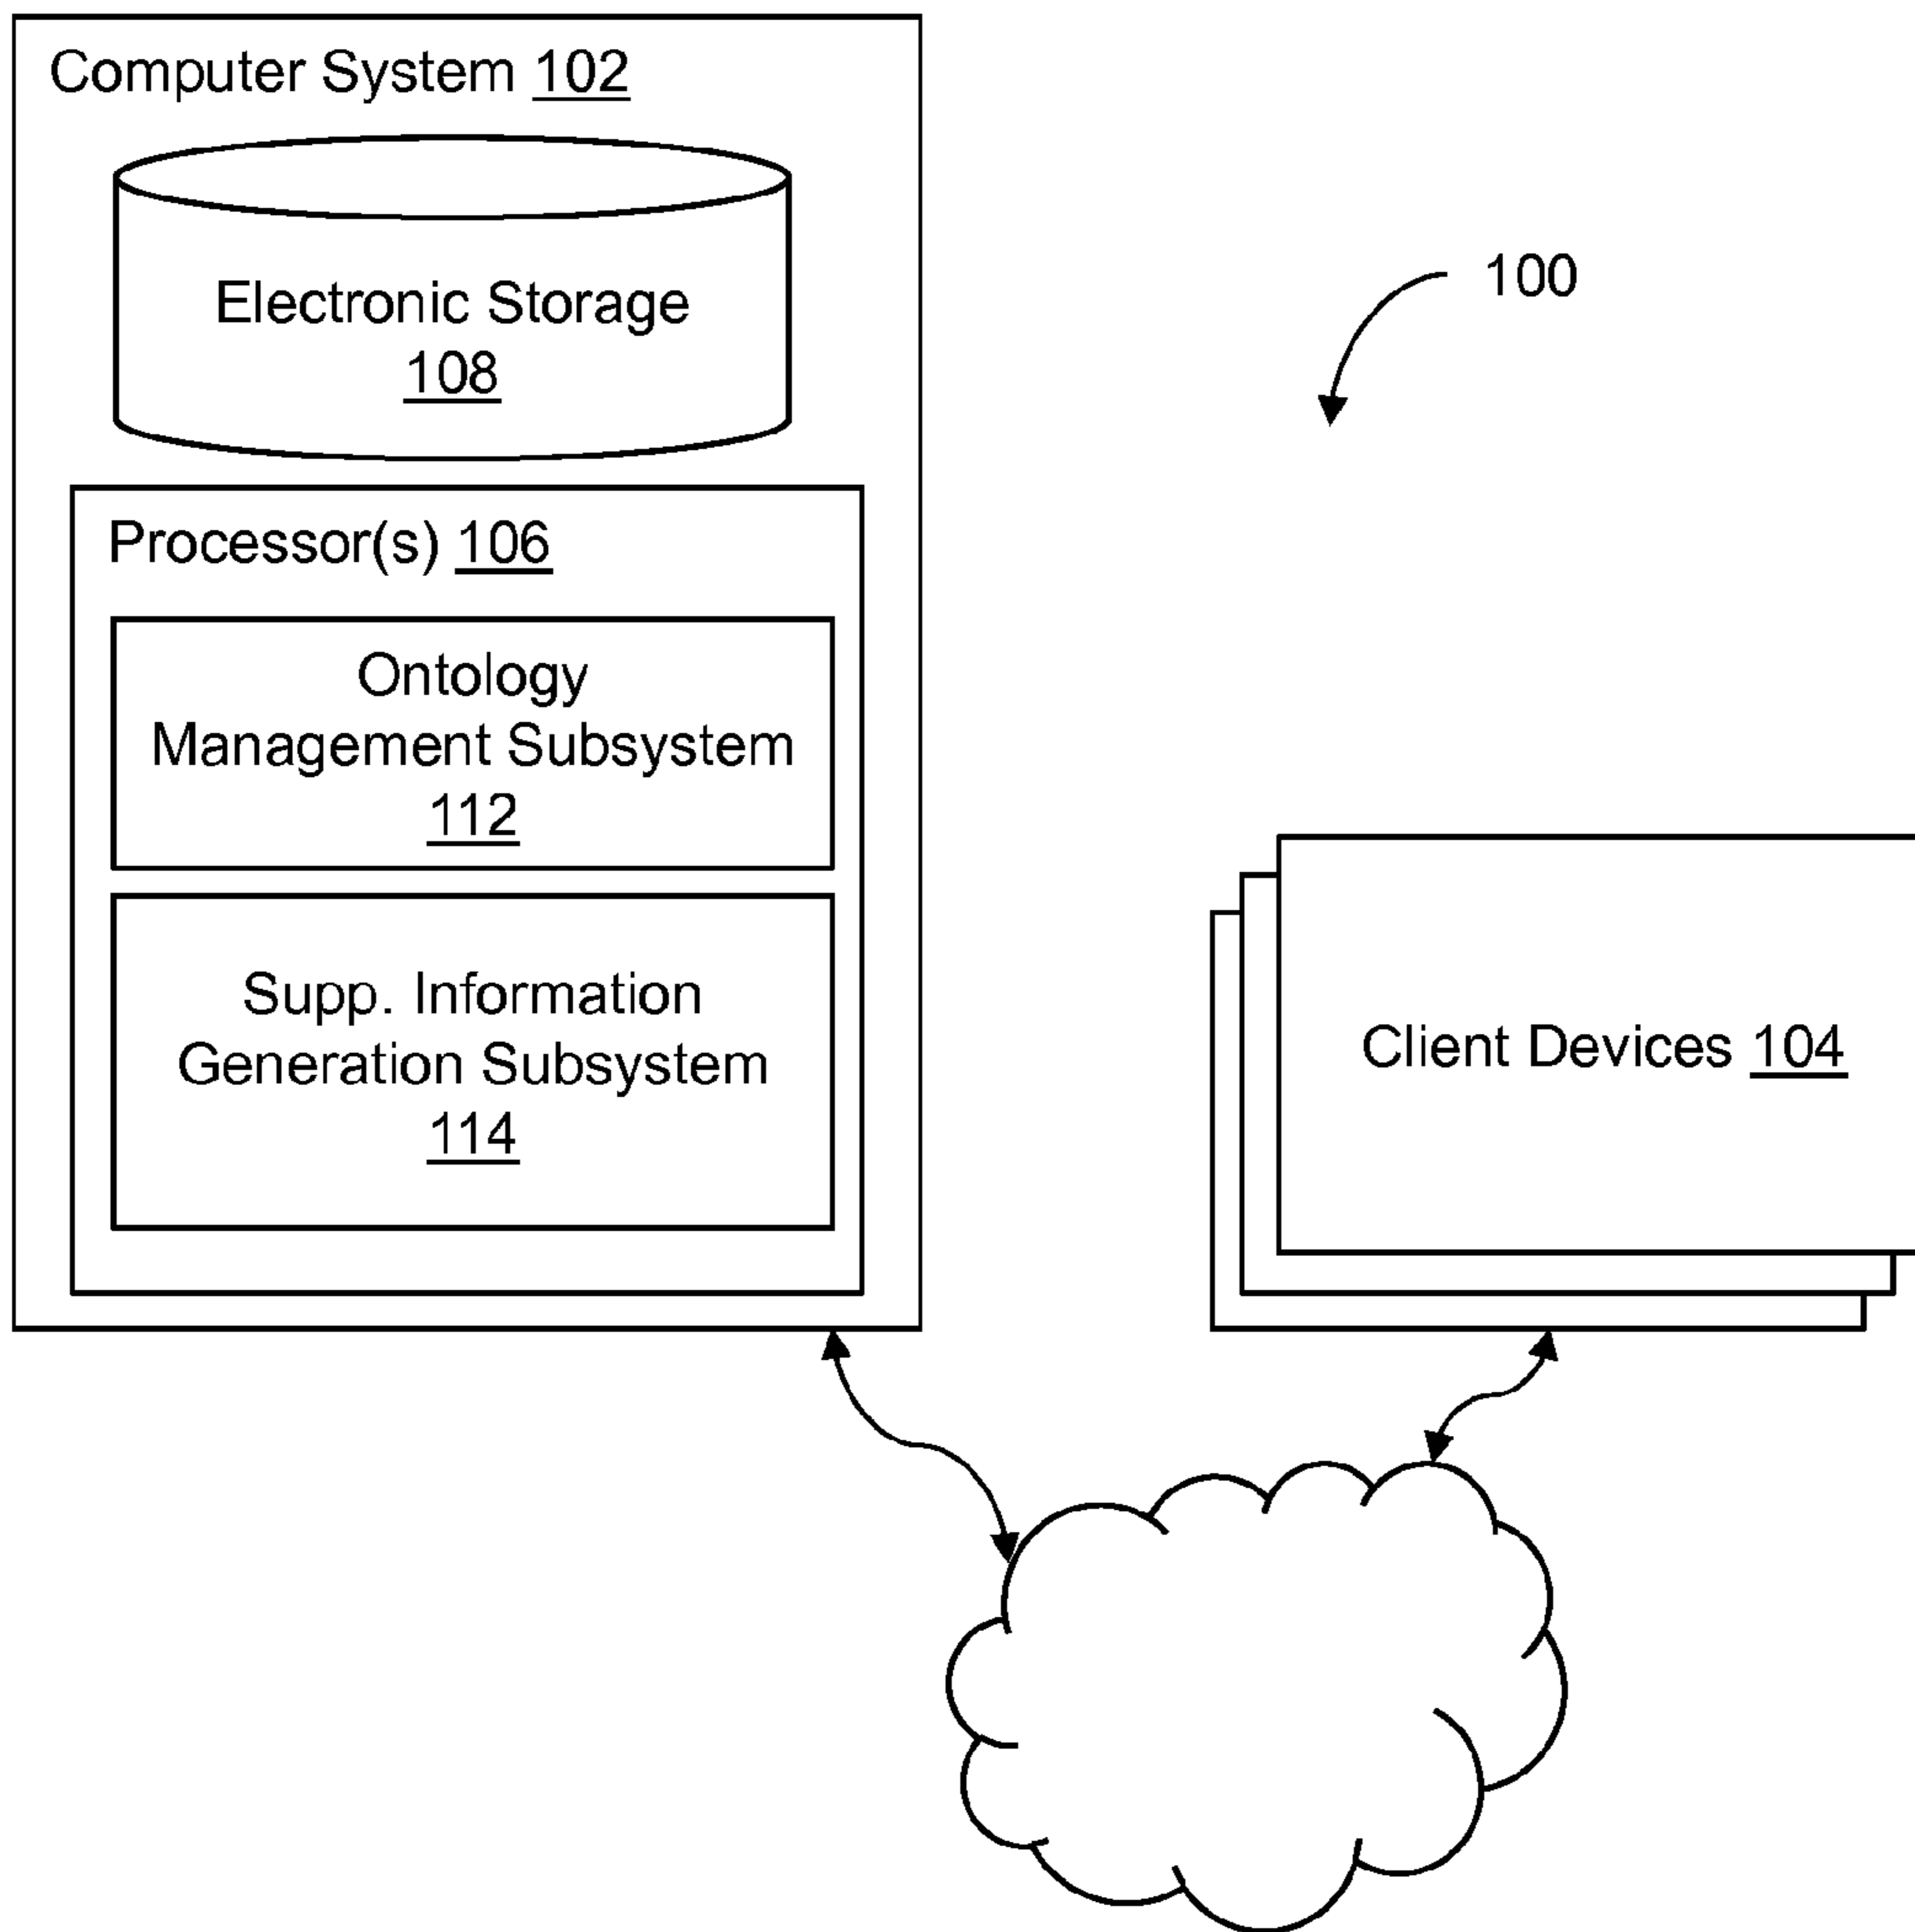 Computer System 102
Electronic Storage
108
100
Processor(s) 106
Ontology
Management Subsystem
112
Supp. Information
Generation Subsystem
114
Client Devices 104